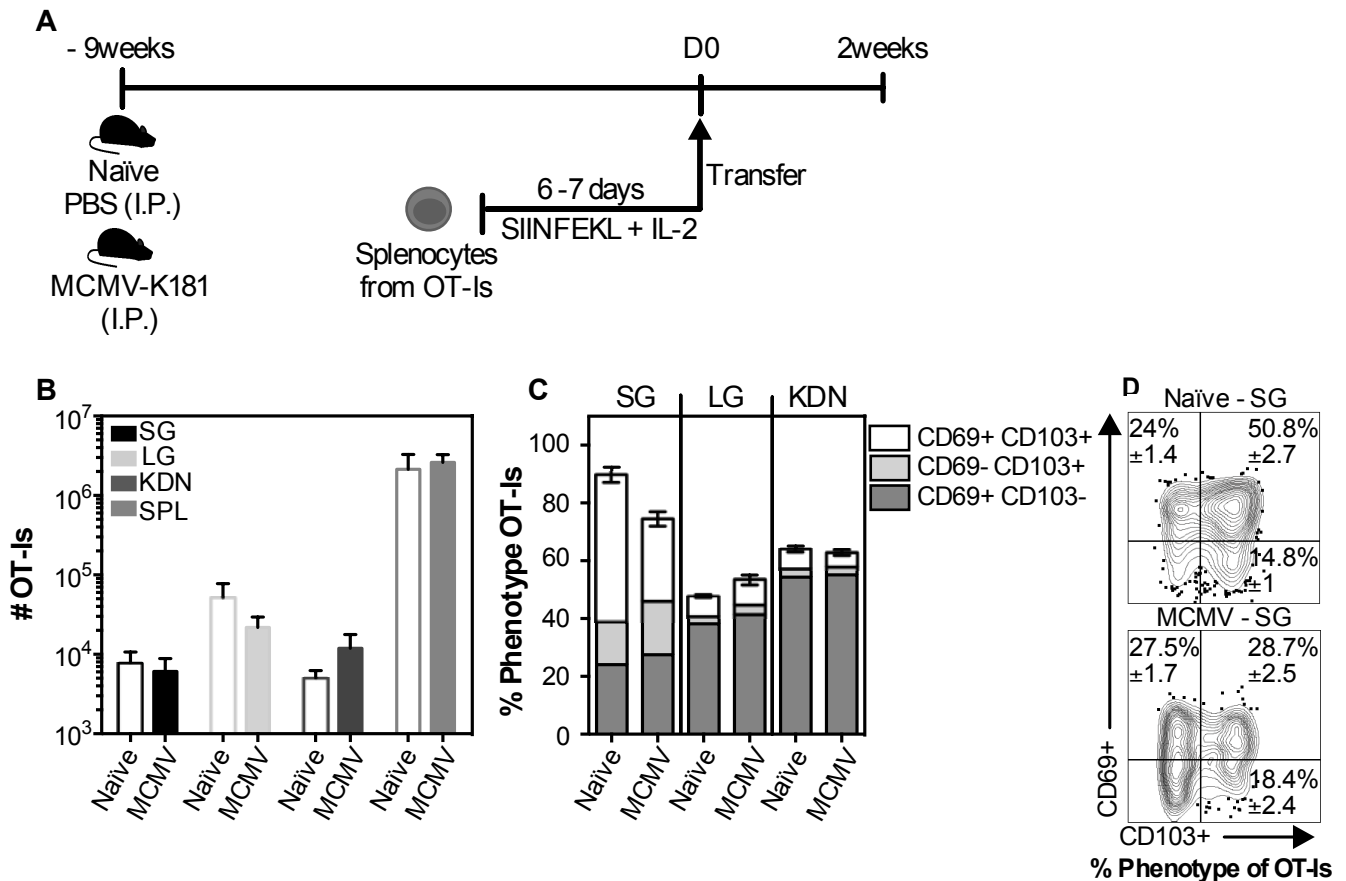 A
- 9weeks
D0
2weeks
Naïve
PBS (I.P.)
MCMV-K181
(I.P.)
Splenocytes
from OT-Is
6 -7 days
SIINFEKL + IL-2
Transfer
B
# OT-Is
10^7
10^6
10^5
10^4
10^3
SG
LG
KDN
SPL
Naïve
MCMV
Naïve
MCMV
Naïve
MCMV
Naïve
MCMV
C
SG
LG
KDN
% Phenotype OT-Is
100
80
60
40
20
0
Naïve
MCMV
Naïve
MCMV
Naïve
MCMV
CD69+ CD103+
CD69- CD103+
CD69+ CD103-
D
Naïve - SG
24%
±1.4
50.8%
±2.7
14.8%
±1
MCMV - SG
27.5%
±1.7
28.7%
±2.5
18.4%
±2.4
CD69+
CD103+
% Phenotype of OT-Is